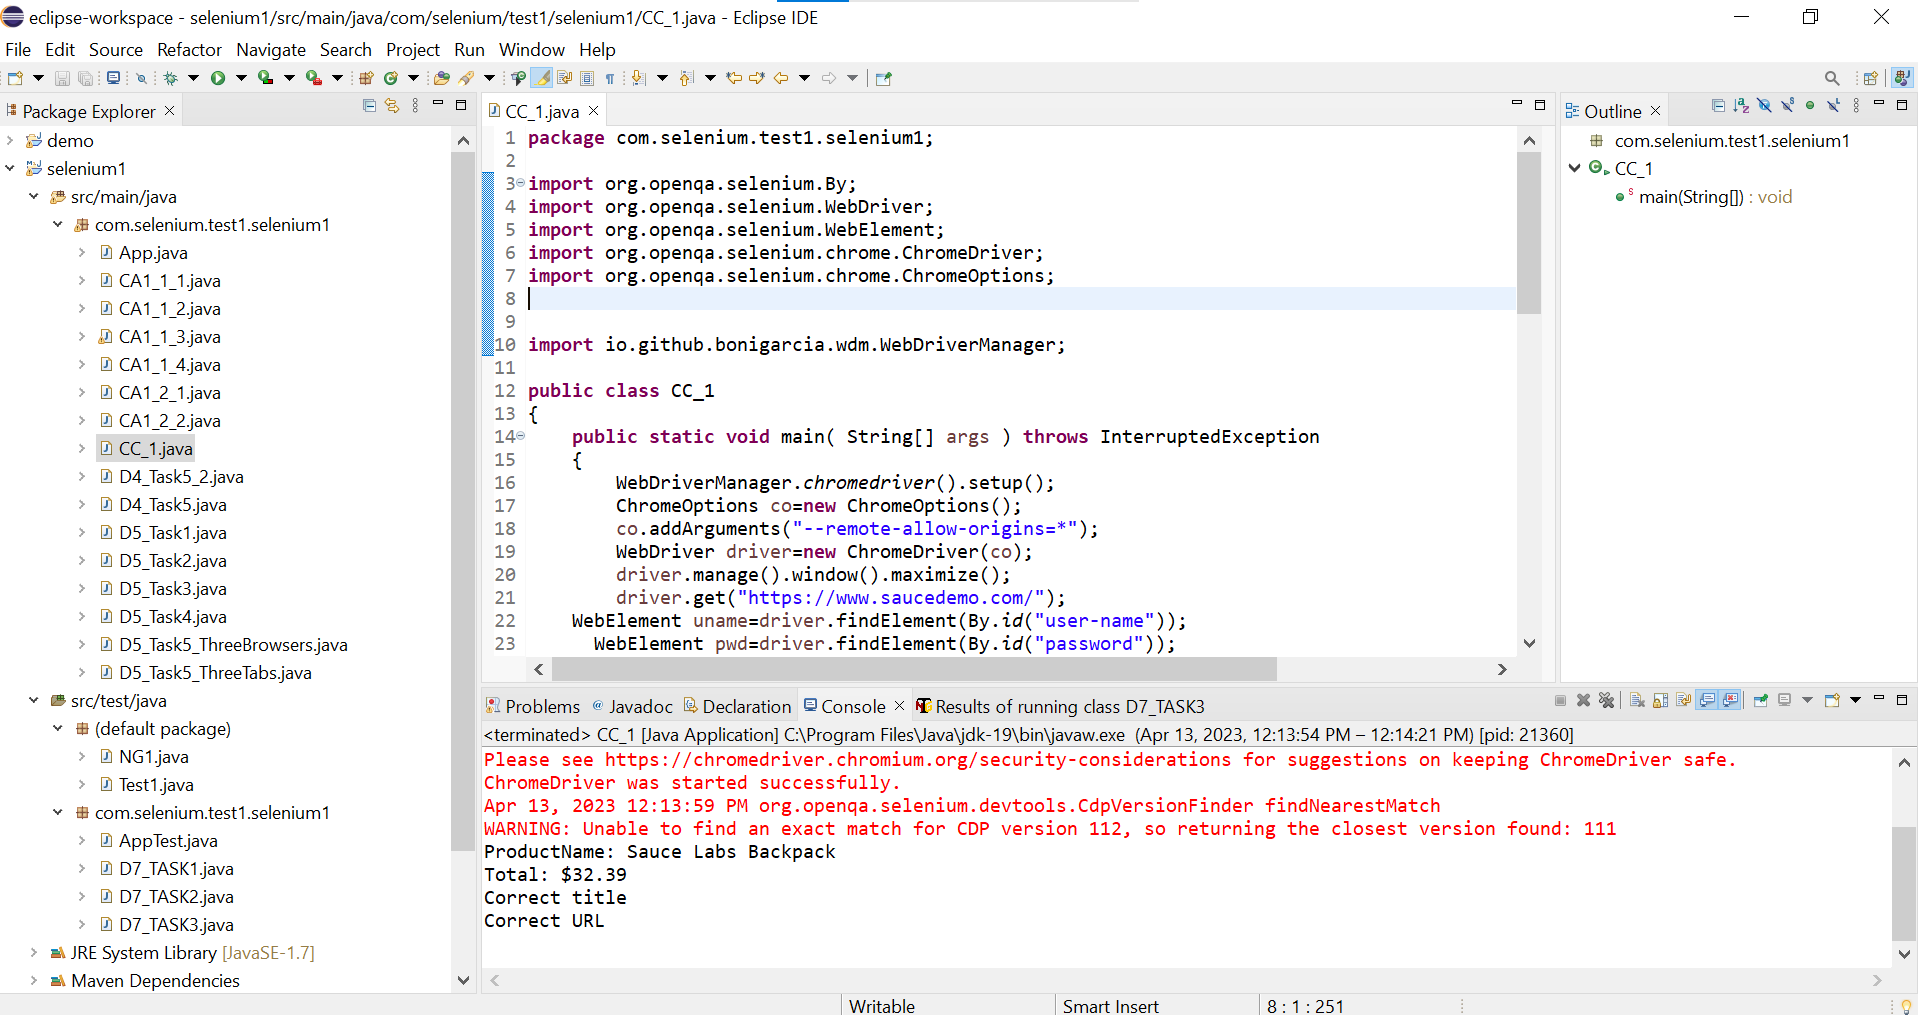 eclipse-workspace - selenium1/src/main/java/com/selenium/test1/selenium1/CC_1.java - Eclipse IDE
File Edit Source Refactor Navigate Search Project Run Window Help
Package Explorer
demo
selenium1
src/main/java
com.selenium.test1.selenium1
App.java
CA1_1_1.java
CA1_1_2.java
CA1_1_3.java
CA1_1_4.java
CA1_2_1.java
CA1_2_2.java
CC_1.java
D4_Task5_2.java
D4_Task5.java
D5_Task1.java
D5_Task2.java
D5_Task3.java
D5_Task4.java
D5_Task5_ThreeBrowsers.java
D5_Task5_ThreeTabs.java
src/test/java
(default package)
NG1.java
Test1.java
com.selenium.test1.selenium1
AppTest.java
D7_TASK1.java
D7_TASK2.java
D7_TASK3.java
JRE System Library [JavaSE-1.7]
Maven Dependencies
CC_1.java
1 package com.selenium.test1.selenium1;
2
3 import org.openqa.selenium.By;
4 import org.openqa.selenium.WebDriver;
5 import org.openqa.selenium.WebElement;
6 import org.openqa.selenium.chrome.ChromeDriver;
7 import org.openqa.selenium.chrome.ChromeOptions;
8
9
10 import io.github.bonigarcia.wdm.WebDriverManager;
11
12 public class CC_1
13 {
14 public static void main( String[] args ) throws InterruptedException
15 {
16 WebDriverManager.chromedriver().setup();
17 ChromeOptions co=new ChromeOptions();
18 co.addArguments("--remote-allow-origins=*");
19 WebDriver driver=new ChromeDriver(co);
20 driver.manage().window().maximize();
21 driver.get("https://www.saucedemo.com/");
22 WebElement uname=driver.findElement(By.id("user-name"));
23 WebElement pwd=driver.findElement(By.id("password"));
Outline
com.selenium.test1.selenium1
CC_1
main(String[]) : void
Problems Javadoc Declaration Console Results of running class D7_TASK3
<terminated> CC_1 [Java Application] C:\Program Files\Java\jdk-19\bin\javaw.exe (Apr 13, 2023, 12:13:54 PM – 12:14:21 PM) [pid: 21360]
Please see https://chromedriver.chromium.org/security-considerations for suggestions on keeping ChromeDriver safe.
ChromeDriver was started successfully.
Apr 13, 2023 12:13:59 PM org.openqa.selenium.devtools.CdpVersionFinder findNearestMatch
WARNING: Unable to find an exact match for CDP version 112, so returning the closest version found: 111
ProductName: Sauce Labs Backpack
Total: $32.39
Correct title
Correct URL
Writable Smart Insert 8 : 1 : 251